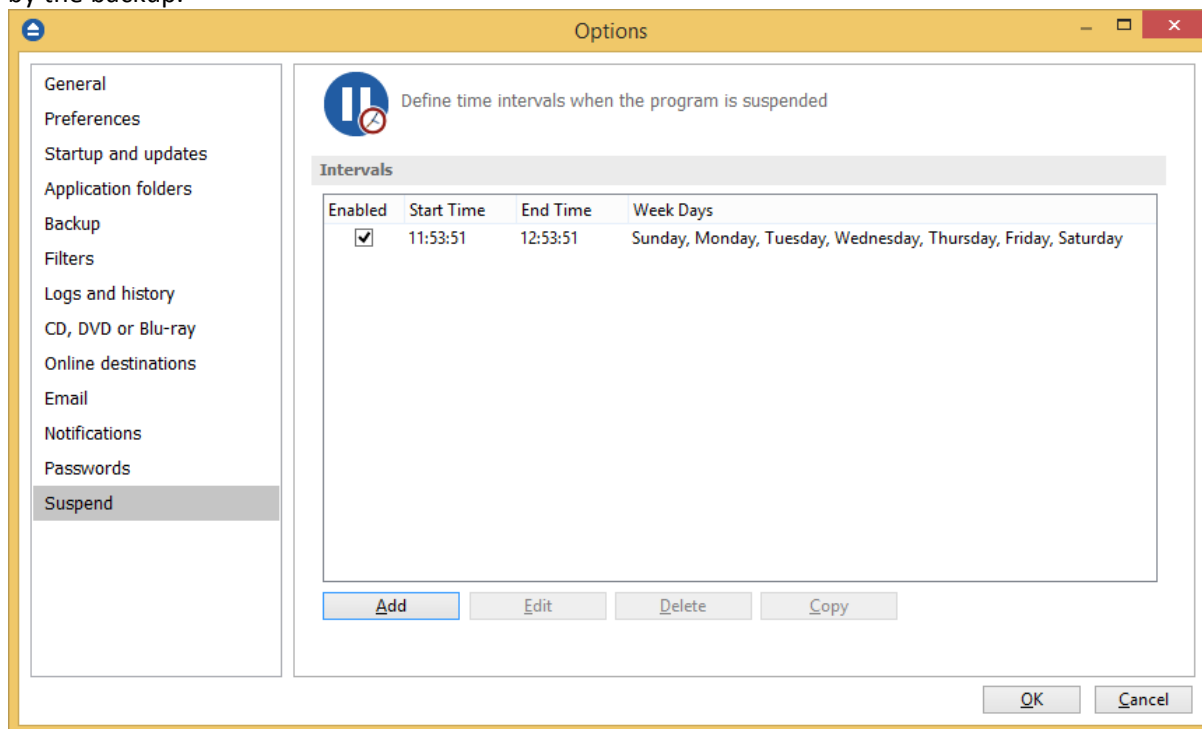 by the backup.
Options
General
Preferences
Startup and updates
Application folders
Backup
Filters
Logs and history
CD, DVD or Blu-ray
Online destinations
Email
Notifications
Passwords
Suspend
Define time intervals when the program is suspended
Intervals
Enabled Start Time End Time Week Days
11:53:51 12:53:51 Sunday, Monday, Tuesday, Wednesday, Thursday, Friday, Saturday
Add Edit Delete Copy
OK Cancel